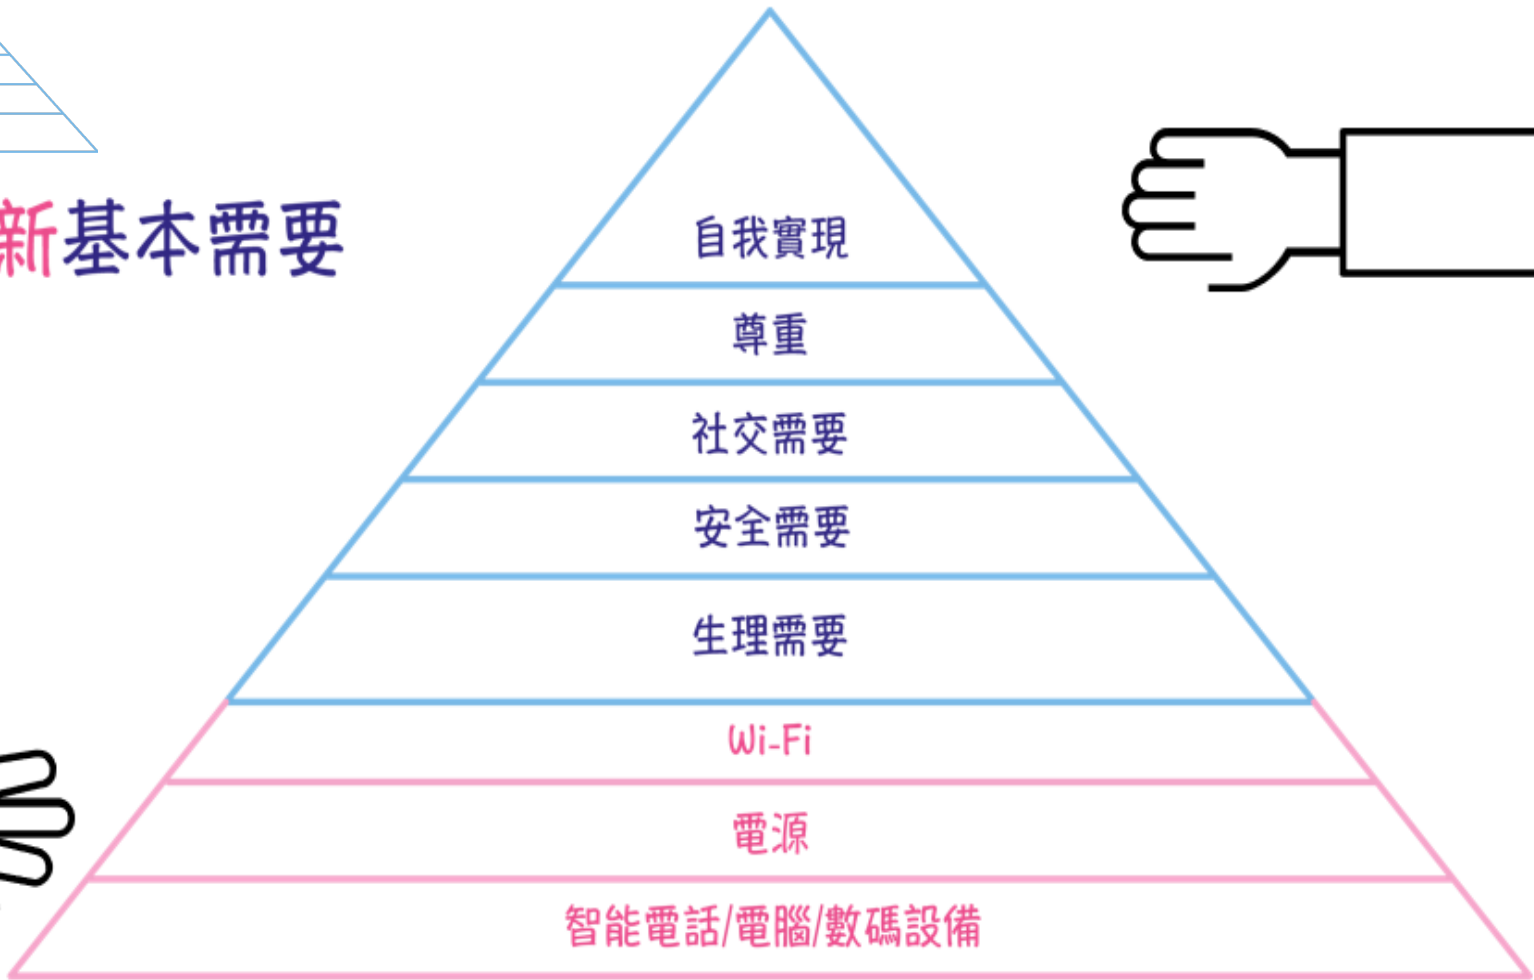 新基本需要
自我實現
尊重
社交需要
安全需要
生理需要
Wi-Fi
電源
智能電話/電腦/數碼設備